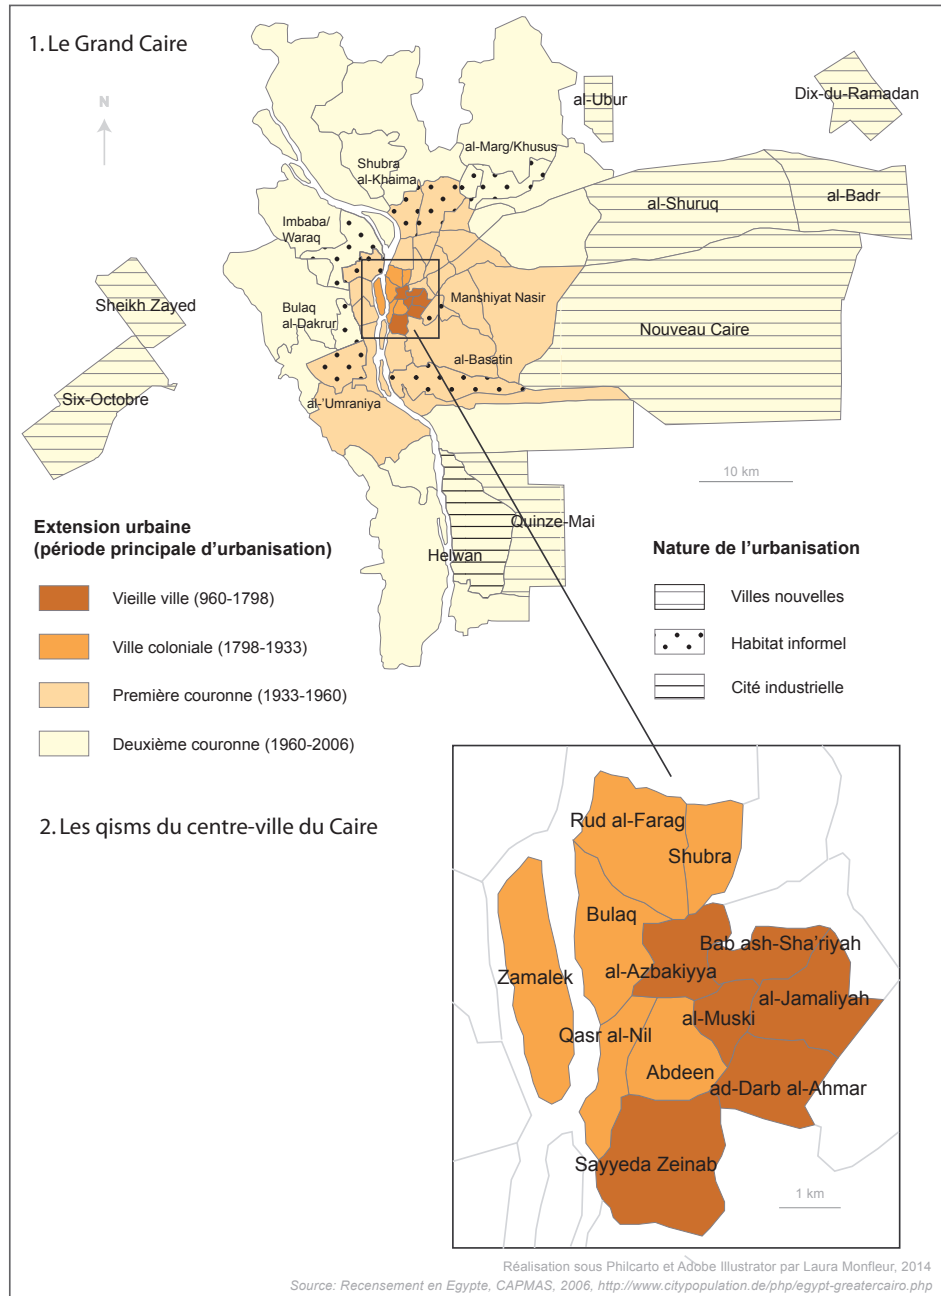 1. Le Grand Caire
N
al-Ubur
Dix-du-Ramadan
al-Marg/Khusus
Shubra
al-Khaima
al-Shuruq
al-Badr
Imbaba/
Waraq
Sheikh Zayed
Bulaq
al-Dakrur
Manshiyat Nasir
Nouveau Caire
al-Basatin
Six-Octobre
al-'Umraniya
10 km
Quinze-Mai
Helwan
Extension urbaine
(période principale d'urbanisation)
Vieille ville (960-1798)
Ville coloniale (1798-1933)
Première couronne (1933-1960)
Deuxième couronne (1960-2006)
Nature de l'urbanisation
Villes nouvelles
Habitat informel
Cité industrielle
2. Les qisms du centre-ville du Caire
Rud al-Farag
Shubra
Bulaq
Bab ash-Sha'riyah
al-Azbakiyya
Zamalek
al-Jamaliyah
al-Muski
Qasr al-Nil
Abdeen
ad-Darb al-Ahmar
Sayyeda Zeinab
1 km
Réalisation sous Philcarto et Adobe Illustrator par Laura Monfleur, 2014
Source: Recensement en Egypte, CAPMAS, 2006, http://www.citypopulation.de/php/egypt-greatercairo.php